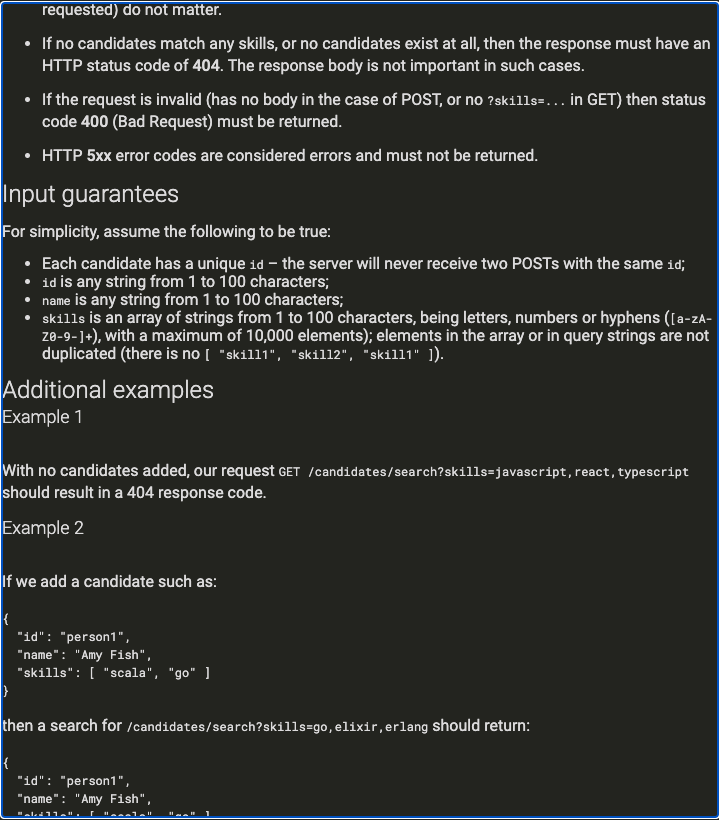 requested) do not matter.
• If no candidates match any skills, or no candidates exist at all, then the response must have an
HTTP status code of 404. The response body is not important in such cases.
• If the request is invalid (has no body in the case of POST, or no ?skills=... in GET) then status
code 400 (Bad Request) must be returned.
• HTTP 5xx error codes are considered errors and must not be returned.
Input guarantees
For simplicity, assume the following to be true:
• Each candidate has a unique id – the server will never receive two POSTs with the same id;
• id is any string from 1 to 100 characters;
• name is any string from 1 to 100 characters;
• skills is an array of strings from 1 to 100 characters, being letters, numbers or hyphens ([a-zA-
Z0-9-]+), with a maximum of 10,000 elements); elements in the array or in query strings are not
duplicated (there is no [ "skill1", "skill2", "skill1" ]).
Additional examples
Example 1
With no candidates added, our request GET /candidates/search?skills=javascript,react,typescript
should result in a 404 response code.
Example 2
If we add a candidate such as:
{
"id": "person1",
"name": "Amy Fish",
"skills": [ "scala", "go" ]
}
then a search for /candidates/search?skills=go,elixir,erlang should return:
{
"id": "person1",
"name": "Amy Fish",
"skills": [ "scala", "go" ]